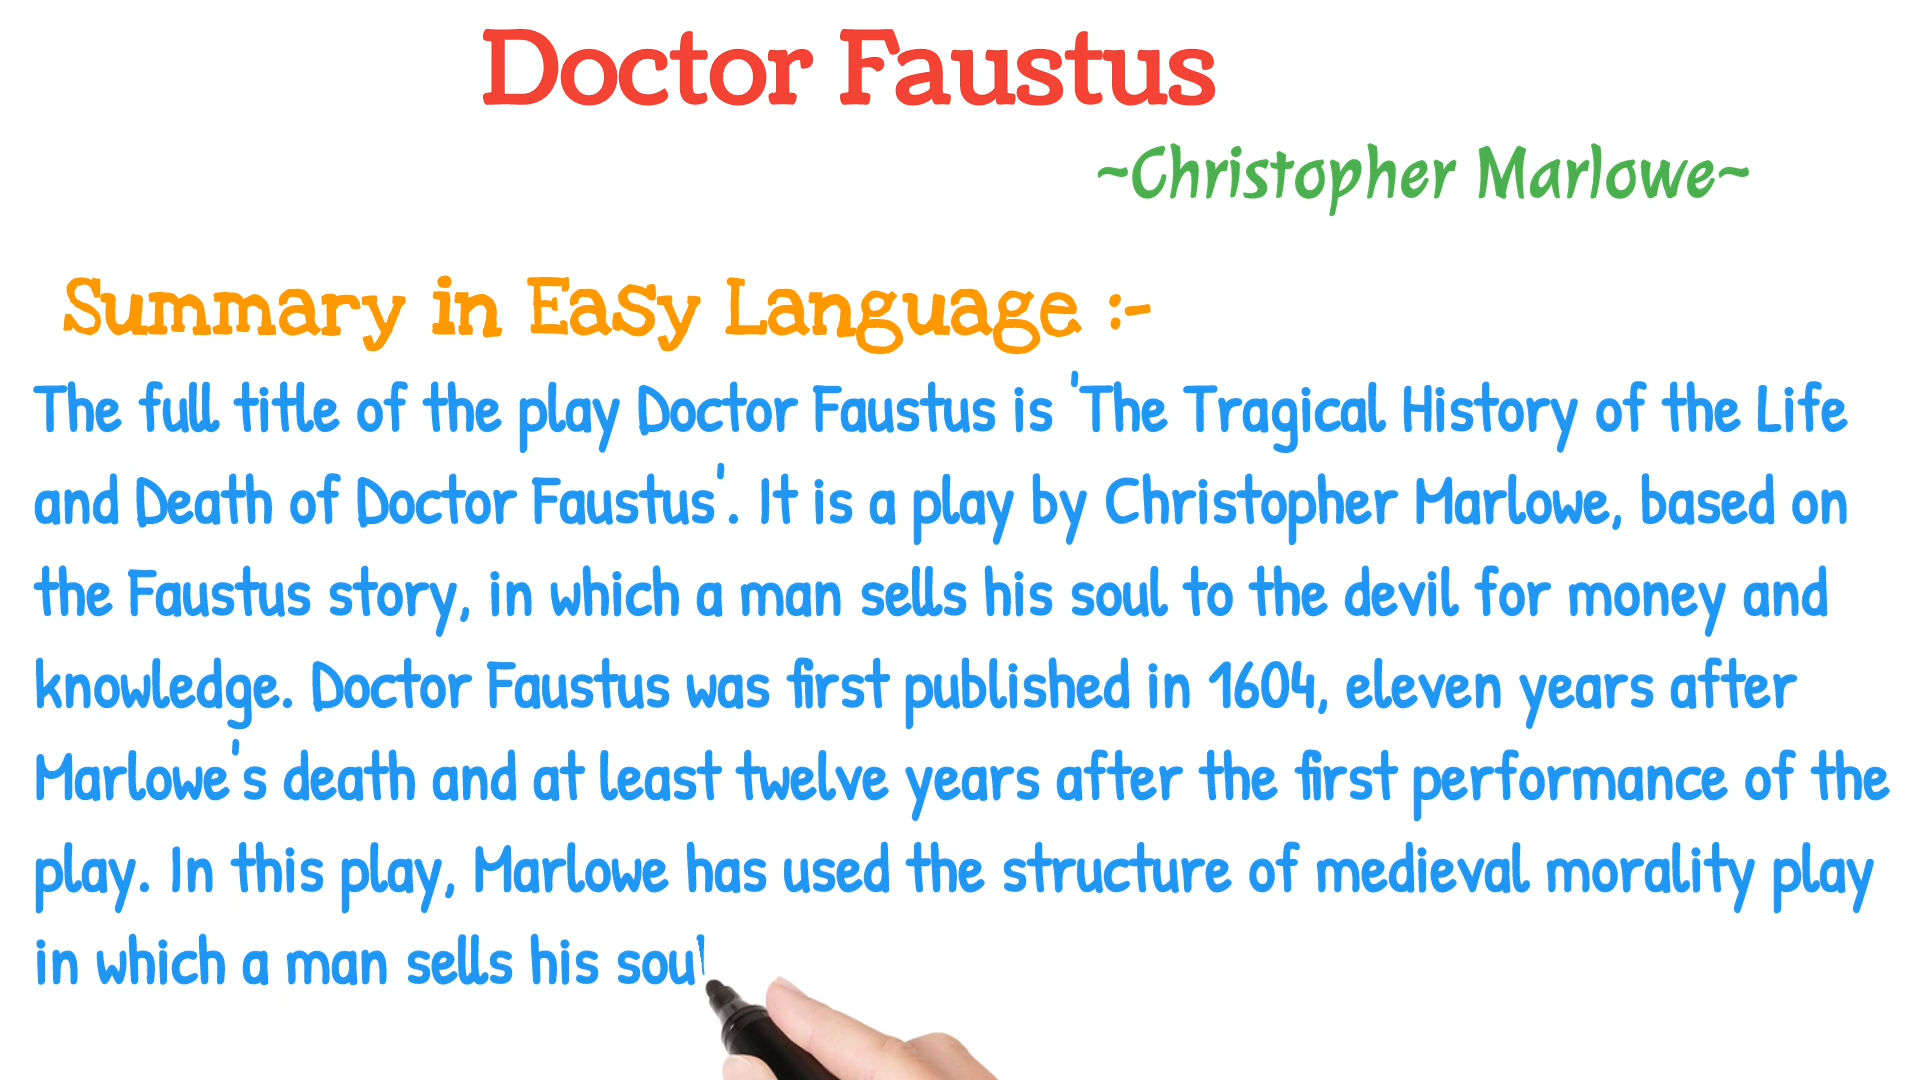 Doctor Faustus
~Christopher Marlowe~
Summary in Easy Language :-
The full title of the play Doctor Faustus is 'The Tragical History of the Life
and Death of Doctor Faustus'. It is a play by Christopher Marlowe, based on
the Faustus story, in which a man sells his soul to the devil for money and
knowledge. Doctor Faustus was first published in 1604, eleven years after
Marlowe's death and at least twelve years after the first performance of the
play. In this play, Marlowe has used the structure of medieval morality play
in which a man sells his soul